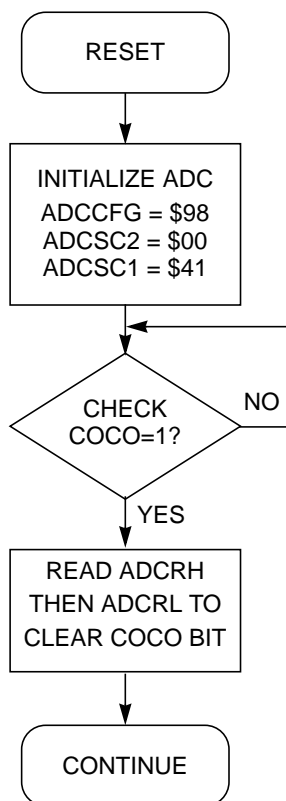 RESET
INITIALIZE ADC
ADCCFG = $98
ADCSC2 = $00
ADCSC1 = $41
CHECK
COCO=1?
NO
YES
READ ADCRH
THEN ADCRL TO
CLEAR COCO BIT
CONTINUE